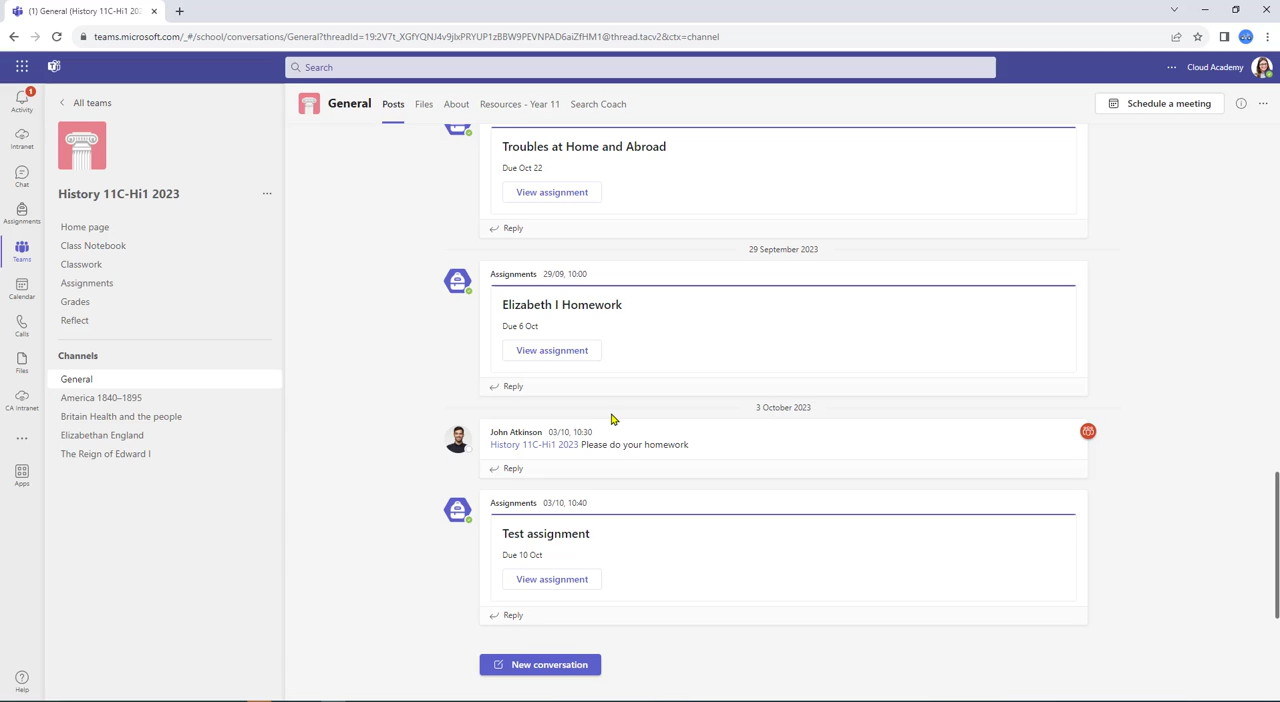 (1) General (History 11C-Hi1 202
teams.microsoft.com/_#/school/conversations/General?threadId=19:2V7t_XGfYQNJ4v9jlxPRYUP1zBBW9PEVNPAD6aiZfHM1@thread.tacv2&ctx=channel
Search
Cloud Academy
Activity
1
Intranet
Chat
Assignments
Teams
Calendar
Calls
Files
CA Intranet
Apps
Help
All teams
History 11C-Hi1 2023
Home page
Class Notebook
Classwork
Assignments
Grades
Reflect
Channels
General
America 1840–1895
Britain Health and the people
Elizabethan England
The Reign of Edward I
General
Posts
Files
About
Resources - Year 11
Search Coach
Schedule a meeting
Troubles at Home and Abroad
Due Oct 22
View assignment
Reply
29 September 2023
Assignments 29/09, 10:00
Elizabeth I Homework
Due 6 Oct
View assignment
Reply
3 October 2023
John Atkinson 03/10, 10:30
History 11C-Hi1 2023 Please do your homework
Reply
Assignments 03/10, 10:40
Test assignment
Due 10 Oct
View assignment
Reply
New conversation